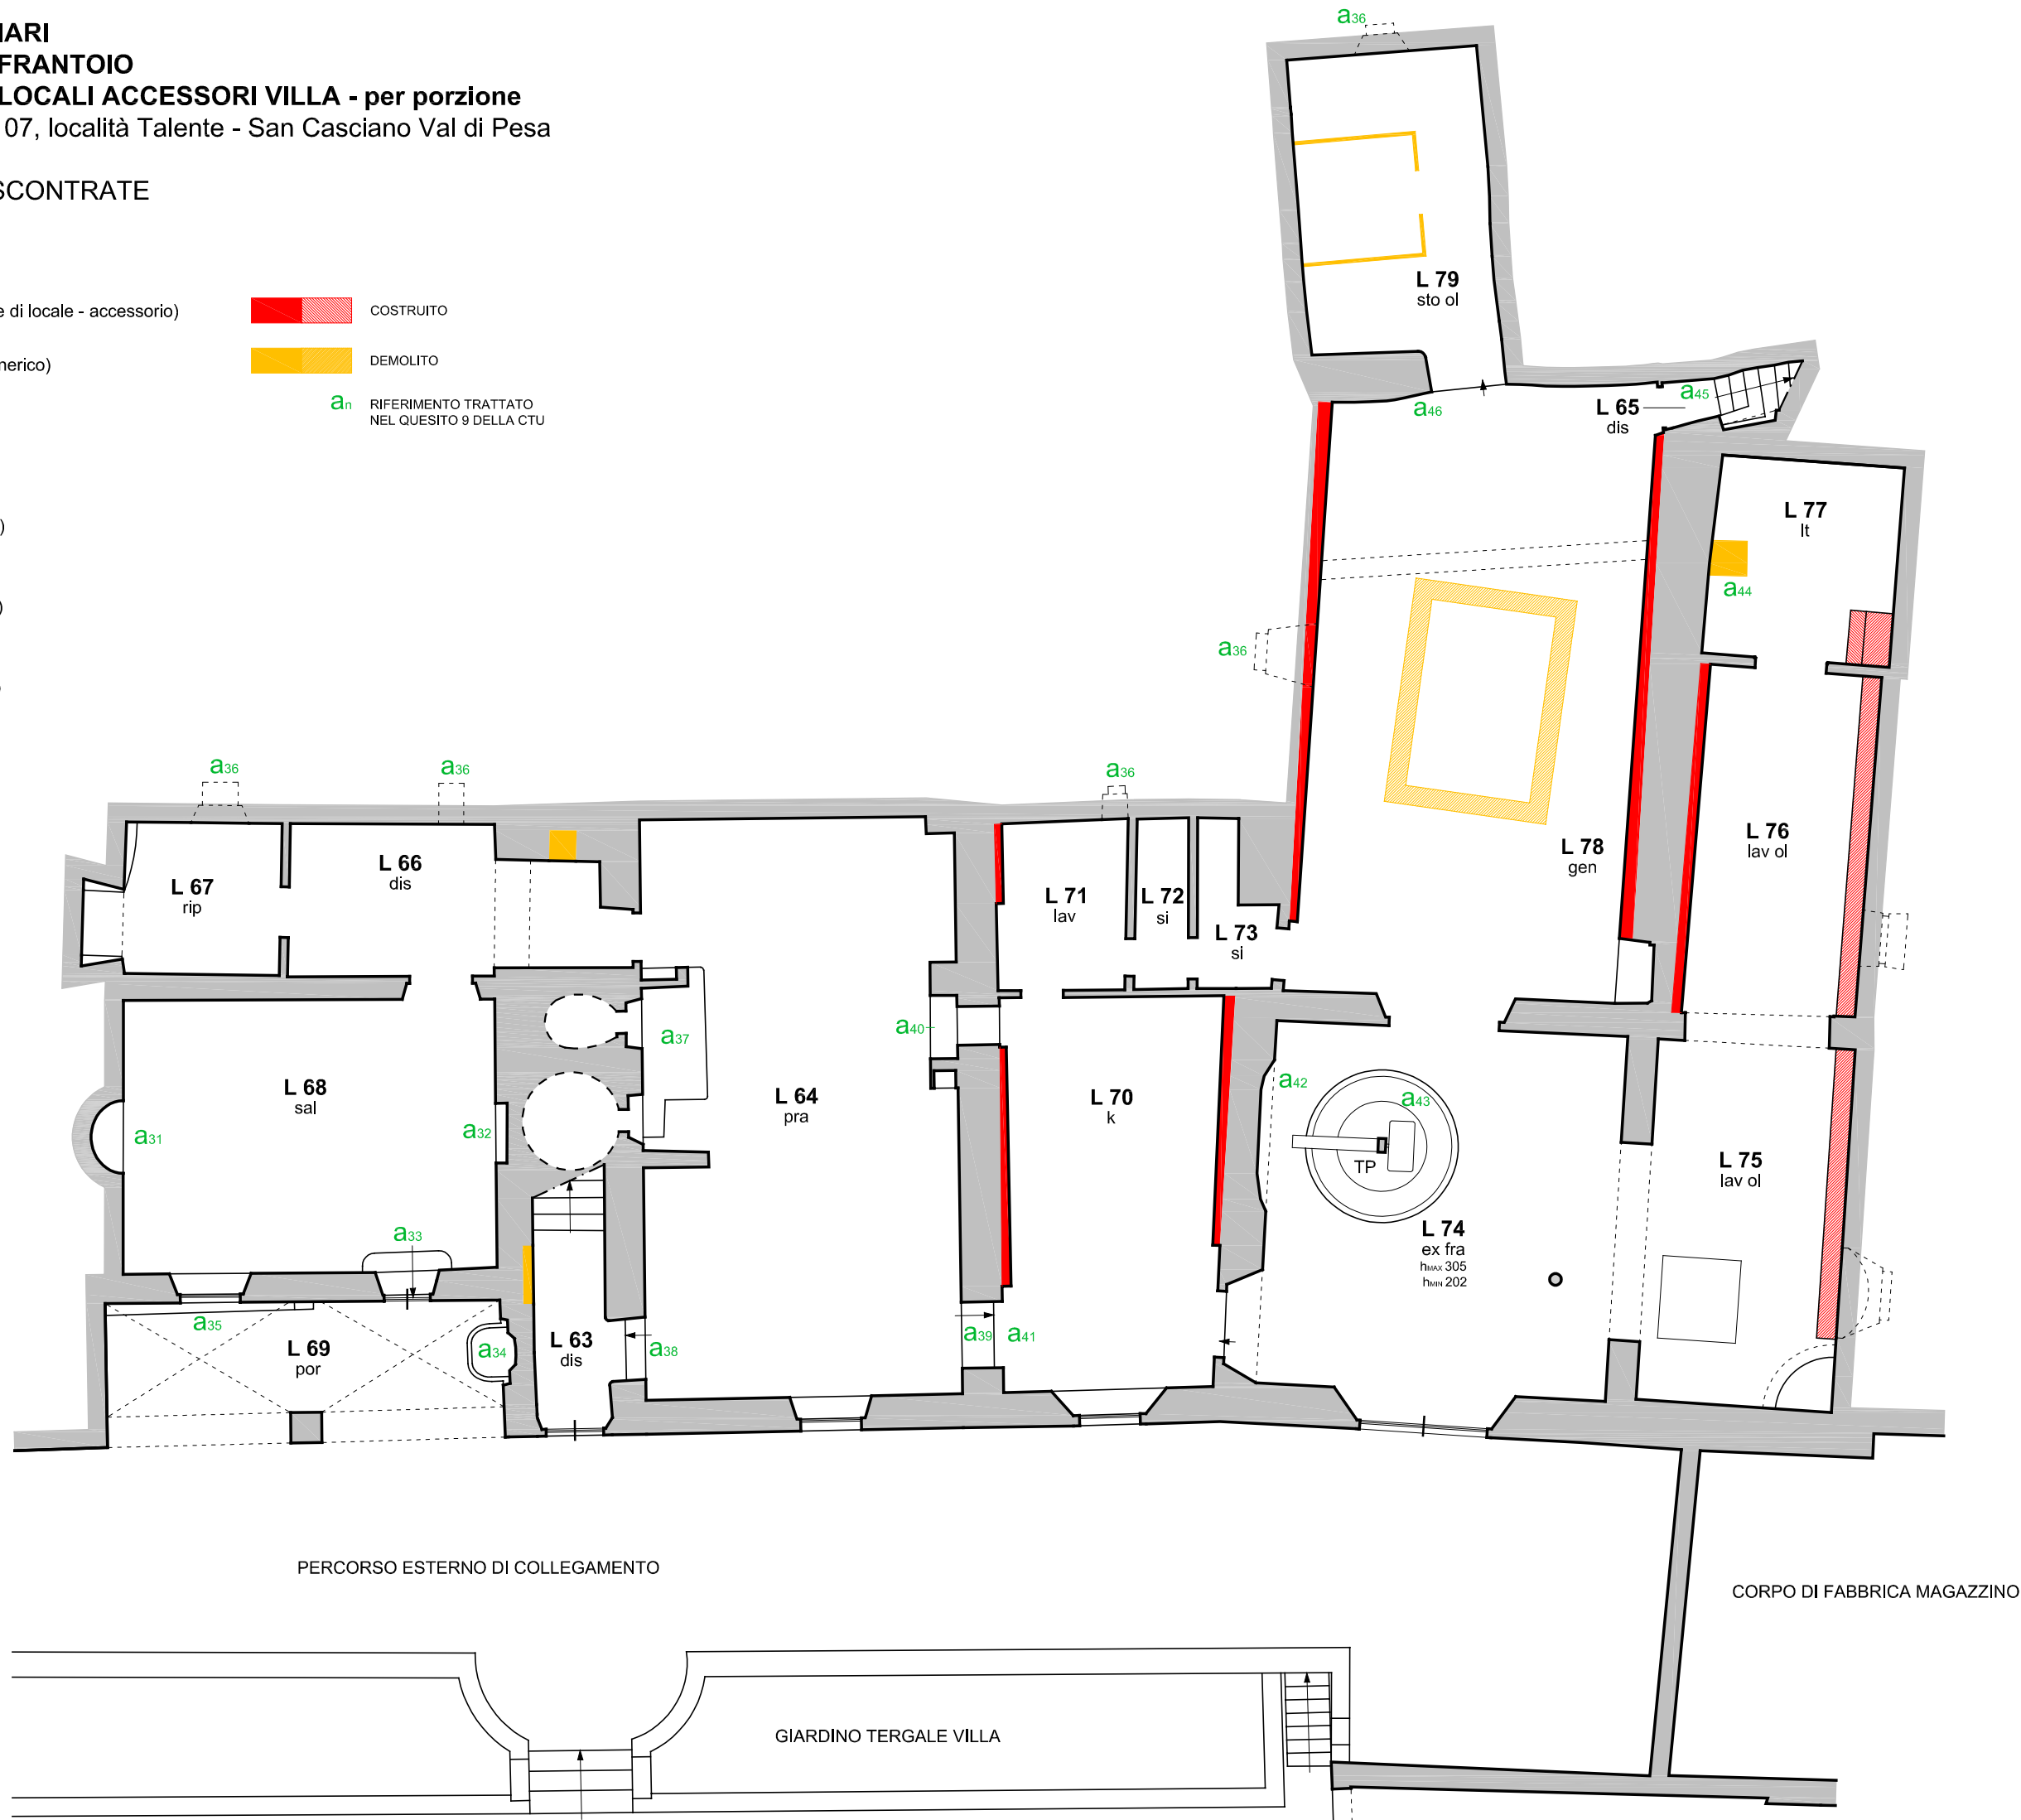 FRANTOIO
LOCALI ACCESSORI VILLA - per porzione
07, località Talente - San Casciano Val di Pesa
di locale - accessorio)
COSTRUITO
DEMOLITO
an RIFERIMENTO TRATTATO
NEL QUESITO 9 DELLA CTU
a36
L 79
sto ol
a46
L 65
dis
a45
L 77
lt
a44
a36
a36
a36
a36
L 67
rip
L 66
dis
L 71
lav
L 72
si
L 73
si
L 78
gen
L 76
lav ol
a37
a40
L 68
sal
a31
a32
L 64
pra
L 70
k
a42
a43
TP
L 75
lav ol
L 74
ex fra
hMAX 305
hMIN 202
a33
a35
L 69
por
a34
L 63
dis
a38
a39
a41
PERCORSO ESTERNO DI COLLEGAMENTO
CORPO DI FABBRICA MAGAZZINO
GIARDINO TERGALE VILLA